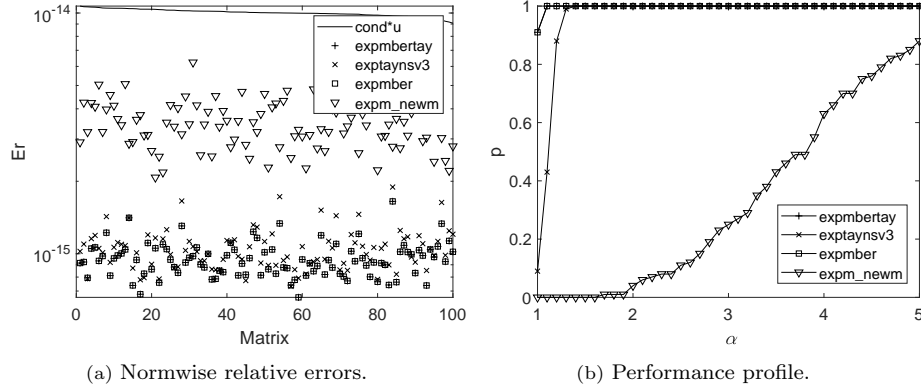 10-14
cond*u
expmbertay
exptaynsv3
expmber
expm_newm
Er
10-15
0 20 40 60 80 100
Matrix
(a) Normwise relative errors.
1
0.8
0.6
p
0.4
0.2
0
expmbertay
exptaynsv3
expmber
expm_newm
1 2 3 4 5
α
(b) Performance profile.